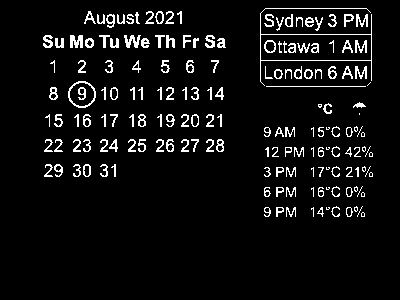 August 2021
Su Mo Tu We Th Fr Sa
1 2 3 4 5 6 7
8 9 10 11 12 13 14
15 16 17 18 19 20 21
22 23 24 25 26 27 28
29 30 31
Sydney 3 PM
Ottawa 1 AM
London 6 AM
°C
9 AM 15°C 0%
12 PM 16°C 42%
3 PM 17°C 21%
6 PM 16°C 0%
9 PM 14°C 0%